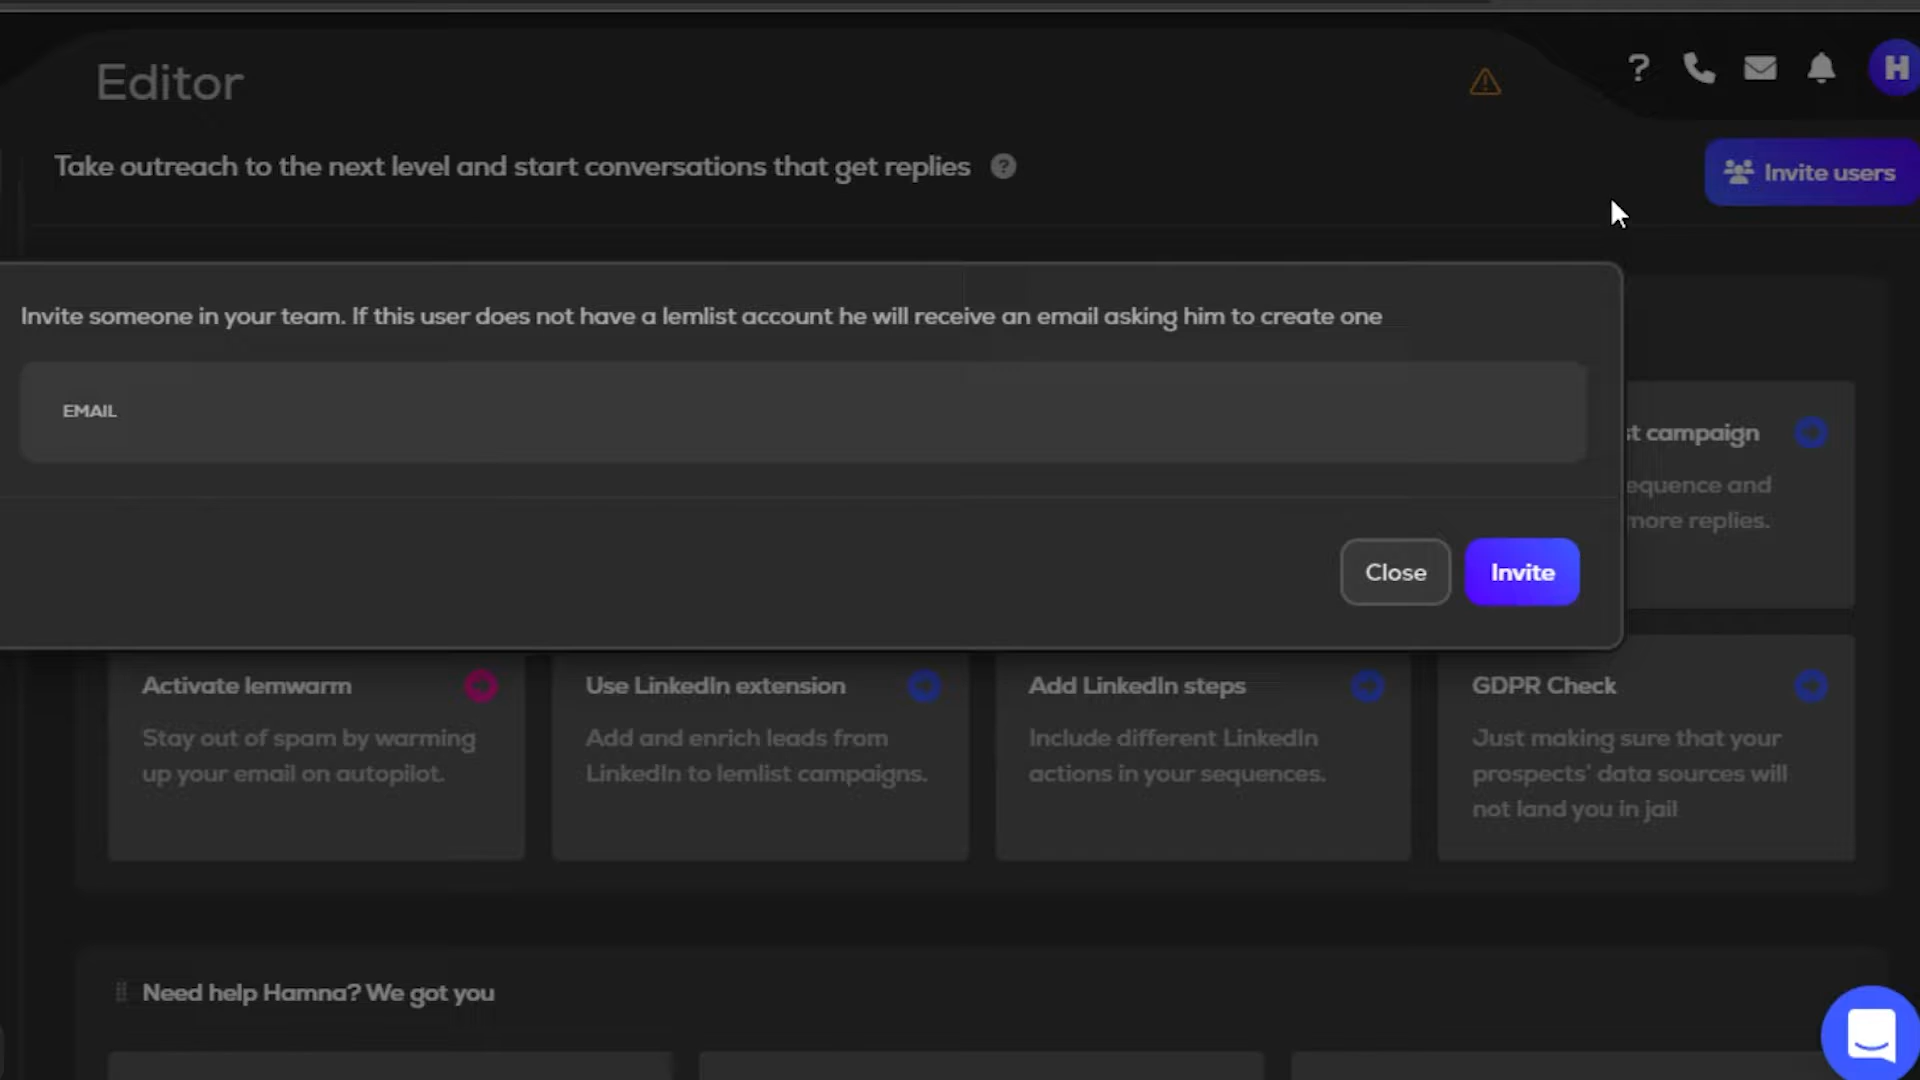 Editor
?
H
Take outreach to the next level and start conversations that get replies ?
Invite users
Invite someone in your team. If this user does not have a lemlist account he will receive an email asking him to create one
EMAIL
Close
Invite
campaign
equence and
more replies.
Activate lemwarm
Stay out of spam by warming
up your email on autopilot.
Use LinkedIn extension
Add and enrich leads from
LinkedIn to lemlist campaigns.
Add LinkedIn steps
Include different LinkedIn
actions in your sequences.
GDPR Check
Just making sure that your
prospects' data sources will
not land you in jail
Need help Hamna? We got you